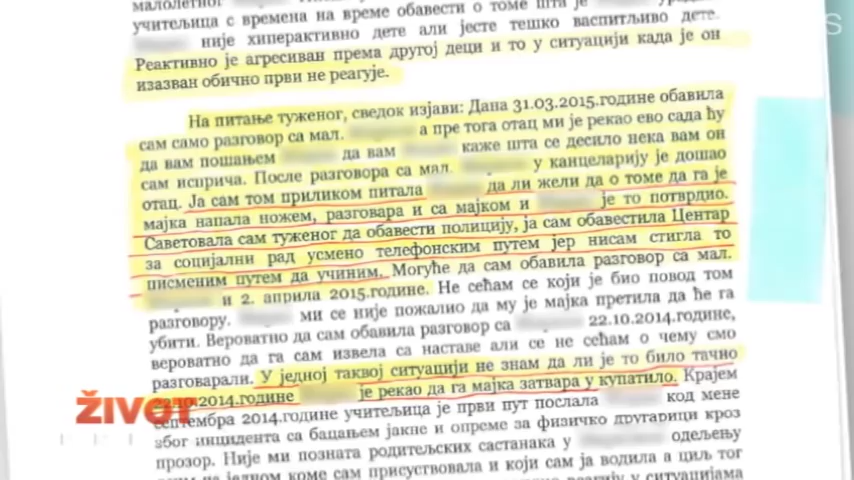 малолетног
учитељица с времена на време обавести о томе шта је
није хиперактивно дете али јесте тешко васпитљиво дете.
Реактивно је агресиван према другој деци и то у ситуацији када је он
изазван обично први не реагује.
На питање туженог, сведок изјави: Дана 31.03.2015.године обавила
сам само разговор са мал. а пре тога отац ми је рекао ево сада ћу
да вам пошањем да вам каже шта се десило нека вам он
сам исприча. После разговора са мал. у канцеларију је дошао
отац. Ја сам том приликом питала да ли жели да о томе да га је
мајка напала ножем, разговара и са мајком и је то потврдио.
Саветовала сам туженог да обавести полицију, ја сам обавестила Центар
за социјални рад усмено телефонским путем јер нисам стигла то
писменим путем да учиним. Могуће да сам обавила разговор са мал.
и 2. априла 2015.године. Не сећам се који је био повод том
разговору. ми се није пожалио да му је мајка претила да ће га
убити. Вероватно да сам обавила разговор са 22.10.2014.године,
вероватно да га сам извела са наставе али се не сећам о чему смо
разговарали. У једној таквој ситуацији не знам да ли је то било тачно
22.10.2014.године је рекао да га мајка затвара у купатило. Крајем
септембра 2014.године учитељица је први пут послала код мене
због инцидента са бацањем јакне и опреме за физичко другарици кроз
прозор. Није ми позната родитељских састанака у одељењу
једном коме сам присуствовала и који сам ја водила а циљ тог
реагују у ситуацијама
ŽIVOT
S